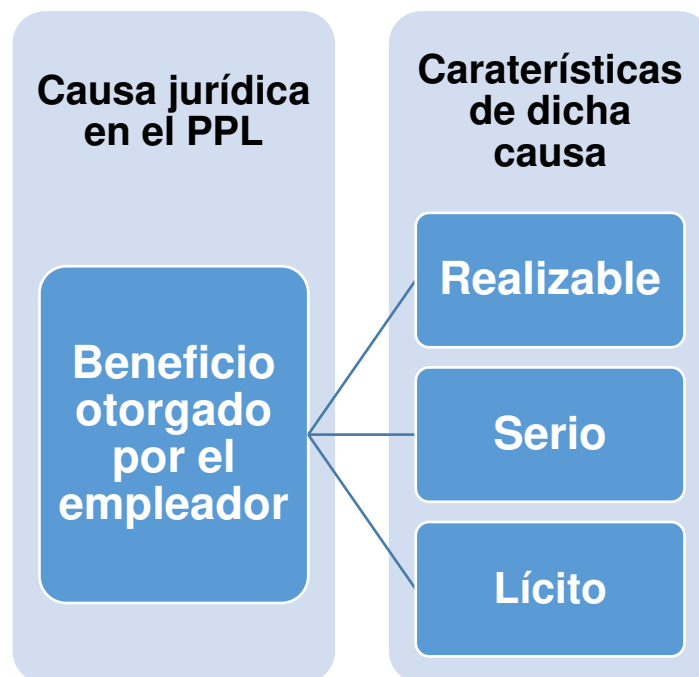 Causa jurídica
en el PPL
Beneficio
otorgado
por el
empleador
Caraterísticas
de dicha
causa
Realizable
Serio
Lícito